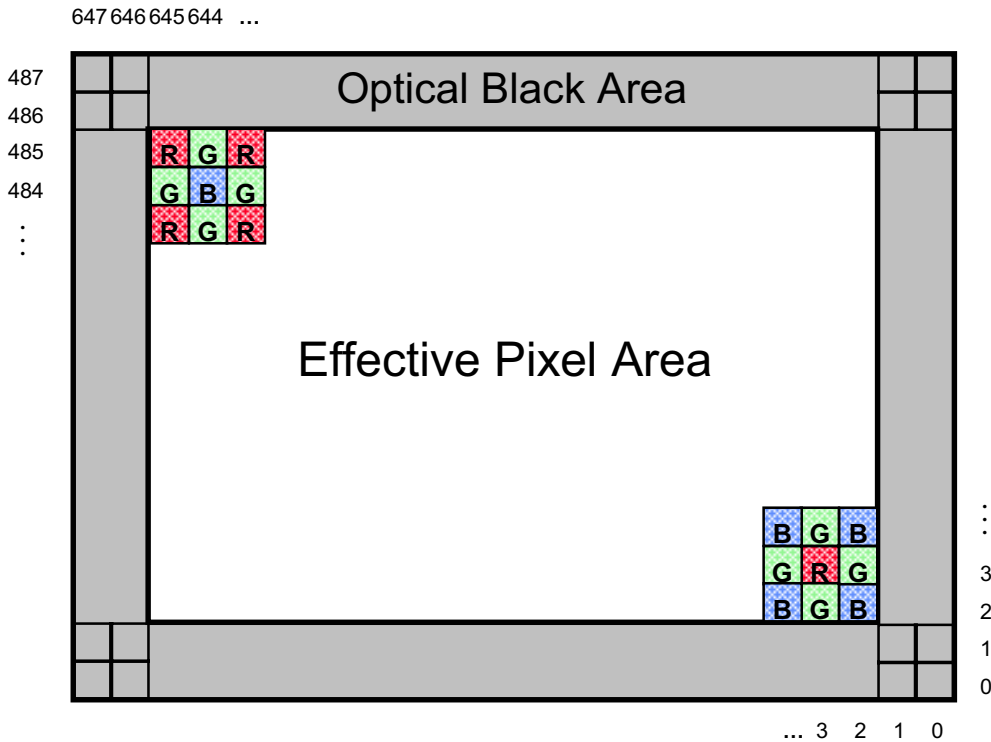 647 646 645 644 ...
487
Optical Black Area
486
485
R G R
484
G B G
R G R
Effective Pixel Area
B G B
G R G
3
B G B
2
1
0
... 3 2 1 0